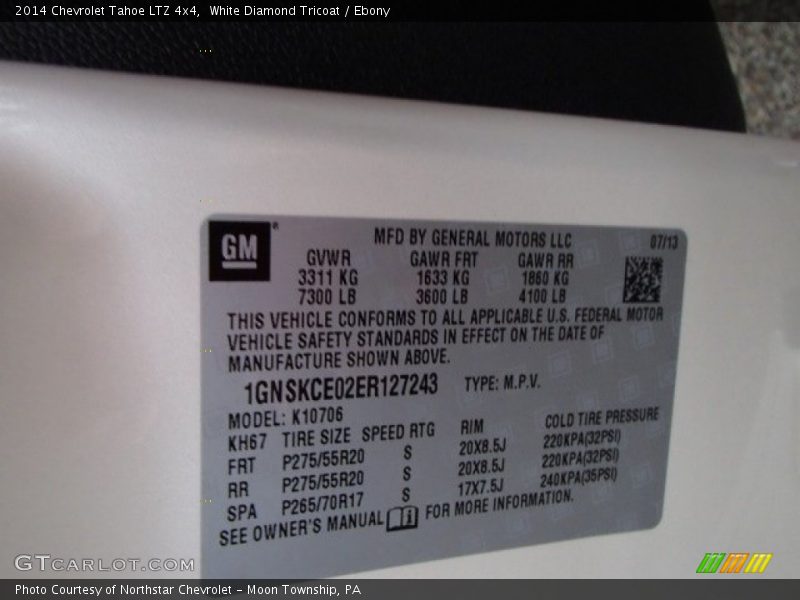 2014 Chevrolet Tahoe LTZ 4x4,  White Diamond Tricoat / Ebony
GM®
MFD BY GENERAL MOTORS LLC 07/13
GVWR GAWR FRT GAWR RR
3311 KG 1633 KG 1860 KG
7300 LB 3600 LB 4100 LB
THIS VEHICLE CONFORMS TO ALL APPLICABLE U.S. FEDERAL MOTOR
VEHICLE SAFETY STANDARDS IN EFFECT ON THE DATE OF
MANUFACTURE SHOWN ABOVE.
1GNSKCE02ER127243 TYPE: M.P.V.
MODEL: K10706
KH67 TIRE SIZE SPEED RTG RIM COLD TIRE PRESSURE
FRT P275/55R20 S 20X8.5J 220KPA(32PSI)
RR P275/55R20 S 20X8.5J 220KPA(32PSI)
SPA P265/70R17 S 17X7.5J 240KPA(35PSI)
SEE OWNER'S MANUAL FOR MORE INFORMATION.
GTCARLOT.COM
Photo Courtesy of Northstar Chevrolet - Moon Township, PA